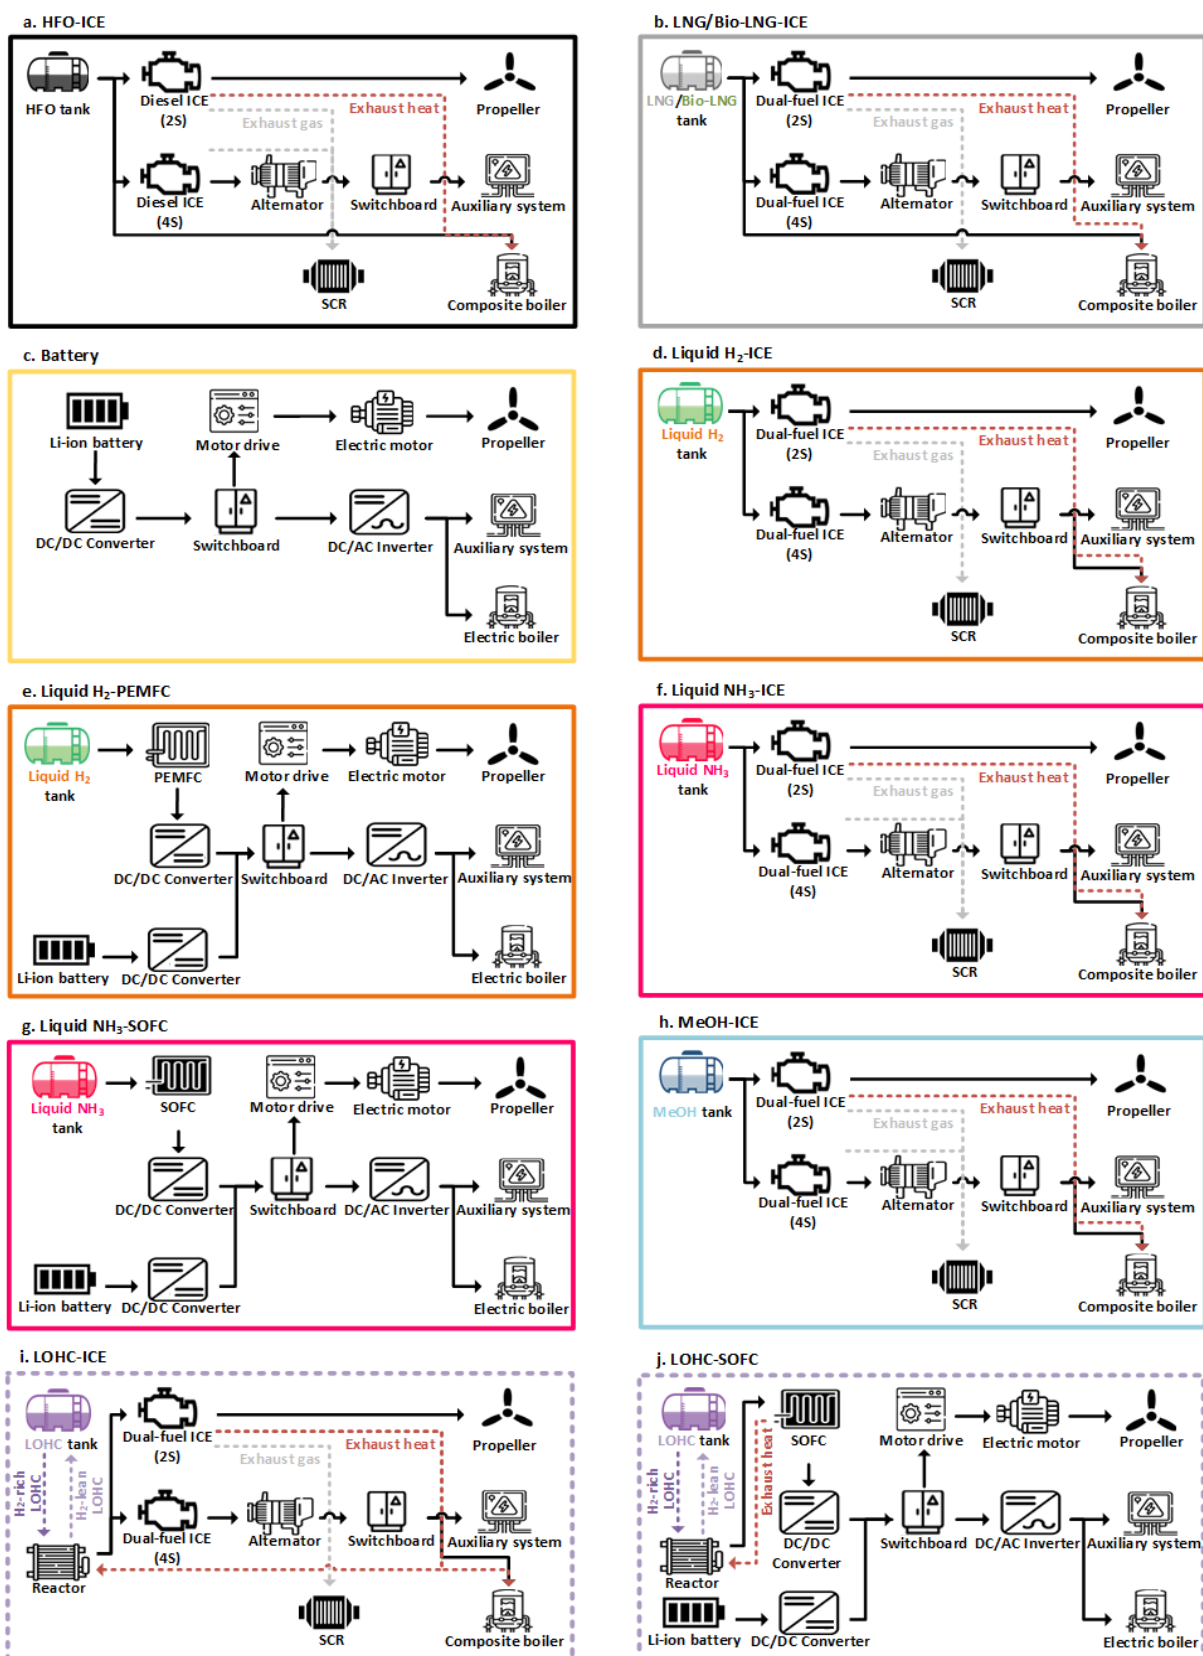 a. HFO-ICE
HFO tank
Diesel ICE
(2S)
Exhaust heat
Exhaust gas
Propeller
Diesel ICE
(4S)
Alternator
Switchboard
Auxiliary system
SCR
Composite boiler
b. LNG/Bio-LNG-ICE
LNG/Bio-LNG
tank
Dual-fuel ICE
(2S)
Exhaust heat
Exhaust gas
Propeller
Dual-fuel ICE
(4S)
Alternator
Switchboard
Auxiliary system
SCR
Composite boiler
c. Battery
Li-ion battery
Motor drive
Electric motor
Propeller
DC/DC Converter
Switchboard
DC/AC Inverter
Auxiliary system
Electric boiler
d. Liquid H₂-ICE
Liquid H₂
tank
Dual-fuel ICE
(2S)
Exhaust heat
Exhaust gas
Propeller
Dual-fuel ICE
(4S)
Alternator
Switchboard
Auxiliary system
SCR
Composite boiler
e. Liquid H₂-PEMFC
Liquid H₂
tank
PEMFC
Motor drive
Electric motor
Propeller
DC/DC Converter
Switchboard
DC/AC Inverter
Auxiliary system
Li-ion battery
DC/DC Converter
Electric boiler
f. Liquid NH₃-ICE
Liquid NH₃
tank
Dual-fuel ICE
(2S)
Exhaust heat
Exhaust gas
Propeller
Dual-fuel ICE
(4S)
Alternator
Switchboard
Auxiliary system
SCR
Composite boiler
g. Liquid NH₃-SOFC
Liquid NH₃
tank
SOFC
Motor drive
Electric motor
Propeller
DC/DC Converter
Switchboard
DC/AC Inverter
Auxiliary system
Li-ion battery
DC/DC Converter
Electric boiler
h. MeOH-ICE
MeOH tank
Dual-fuel ICE
(2S)
Exhaust heat
Exhaust gas
Propeller
Dual-fuel ICE
(4S)
Alternator
Switchboard
Auxiliary system
SCR
Composite boiler
i. LOHC-ICE
LOHC tank
Dual-fuel ICE
(2S)
Exhaust heat
Exhaust gas
Propeller
H₂-rich
LOHC
H₂-lean
LOHC
Dual-fuel ICE
(4S)
Alternator
Switchboard
Auxiliary system
Reactor
SCR
Composite boiler
j. LOHC-SOFC
LOHC tank
SOFC
Motor drive
Electric motor
Propeller
H₂-rich
LOHC
H₂-lean
LOHC
Exhaust heat
DC/DC
Converter
Switchboard
DC/AC Inverter
Auxiliary system
Reactor
Li-ion battery
DC/DC Converter
Electric boiler